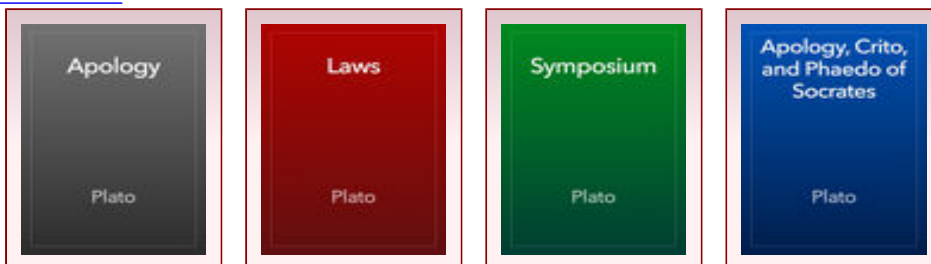 Apology
Plato
Laws
Plato
Symposium
Plato
Apology, Crito,
and Phaedo of
Socrates
Plato